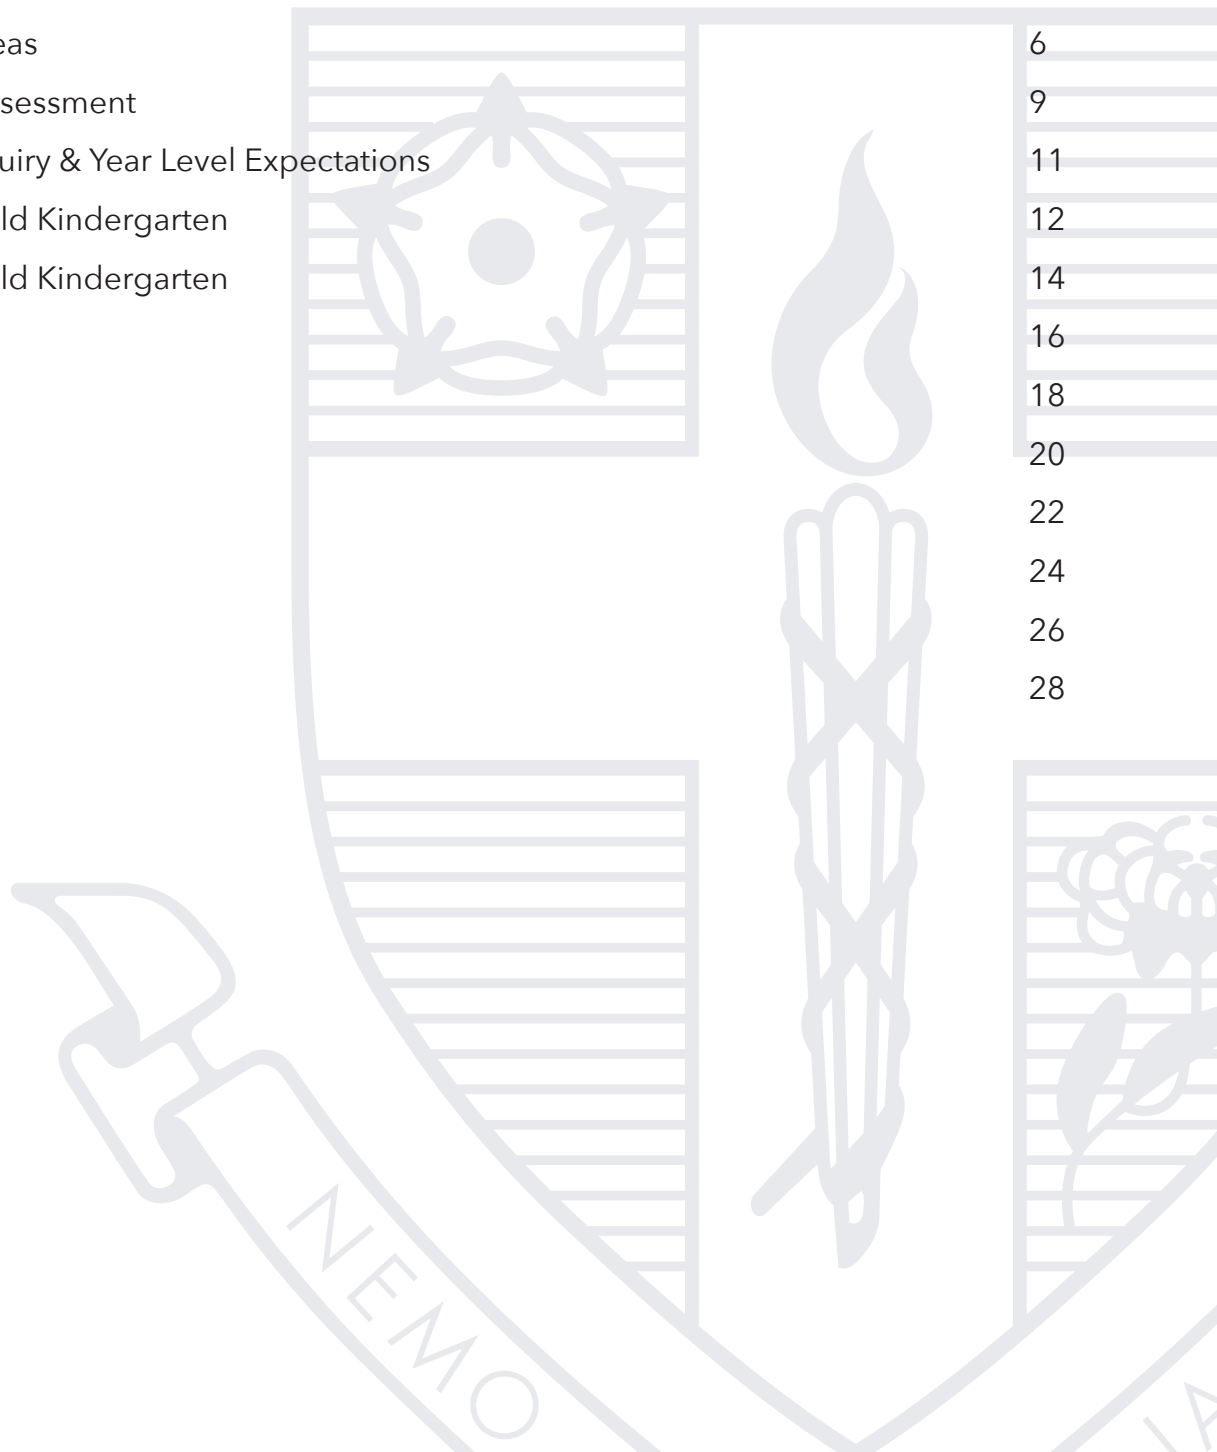 eas 6
sessment 9
uiry & Year Level Expectations 11
ld Kindergarten 12
ld Kindergarten 14
16
18
20
22
24
26
28
NEMO